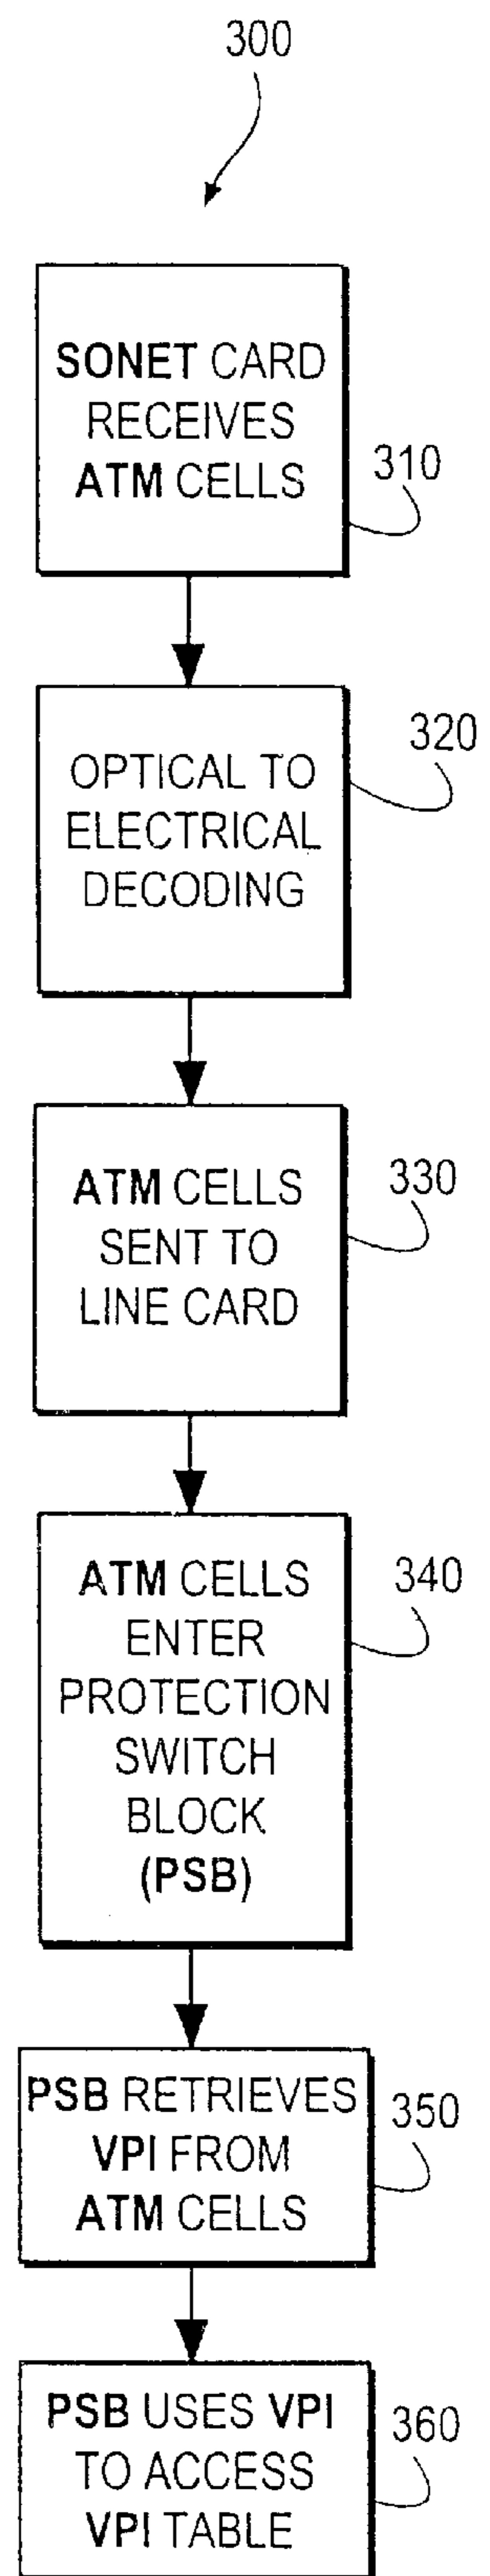 300
SONET CARD
RECEIVES
ATM CELLS
310
OPTICAL TO
ELECTRICAL
DECODING
320
ATM CELLS
SENT TO
LINE CARD
330
ATM CELLS
ENTER
PROTECTION
SWITCH
BLOCK
(PSB)
340
PSB RETRIEVES
VPI FROM
ATM CELLS
350
PSB USES VPI
TO ACCESS
VPI TABLE
360